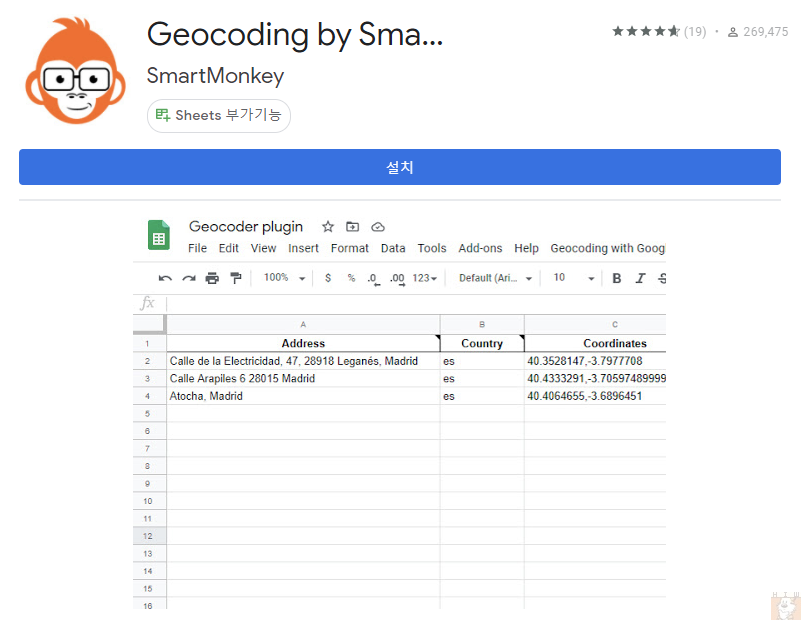 Geocoding by Sma...
(19)
269,475
SmartMonkey
Sheets 부가기능
설치
Geocoder plugin
File Edit View Insert Format Data Tools Add-ons Help Geocoding with Goog
100% $ % .0 .00 123 Default (Ari... 10 B I S
fx
A B C
1 Address Country Coordinates
2 Calle de la Electricidad, 47, 28918 Leganés, Madrid es 40.3528147,-3.7977708
3 Calle Arapiles 6 28015 Madrid es 40.4333291,-3.70597489999
4 Atocha, Madrid es 40.4064655,-3.6896451
5
6
7
8
9
10
11
12
13
14
15
16
H I W